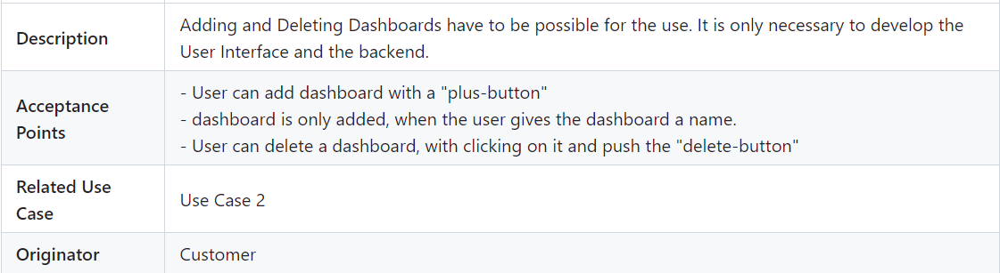 Description
Adding and Deleting Dashboards have to be possible for the use. It is only necessary to develop the
User Interface and the backend.
Acceptance
Points
- User can add dashboard with a "plus-button"
- dashboard is only added, when the user gives the dashboard a name.
- User can delete a dashboard, with clicking on it and push the "delete-button"
Related Use
Case
Use Case 2
Originator
Customer